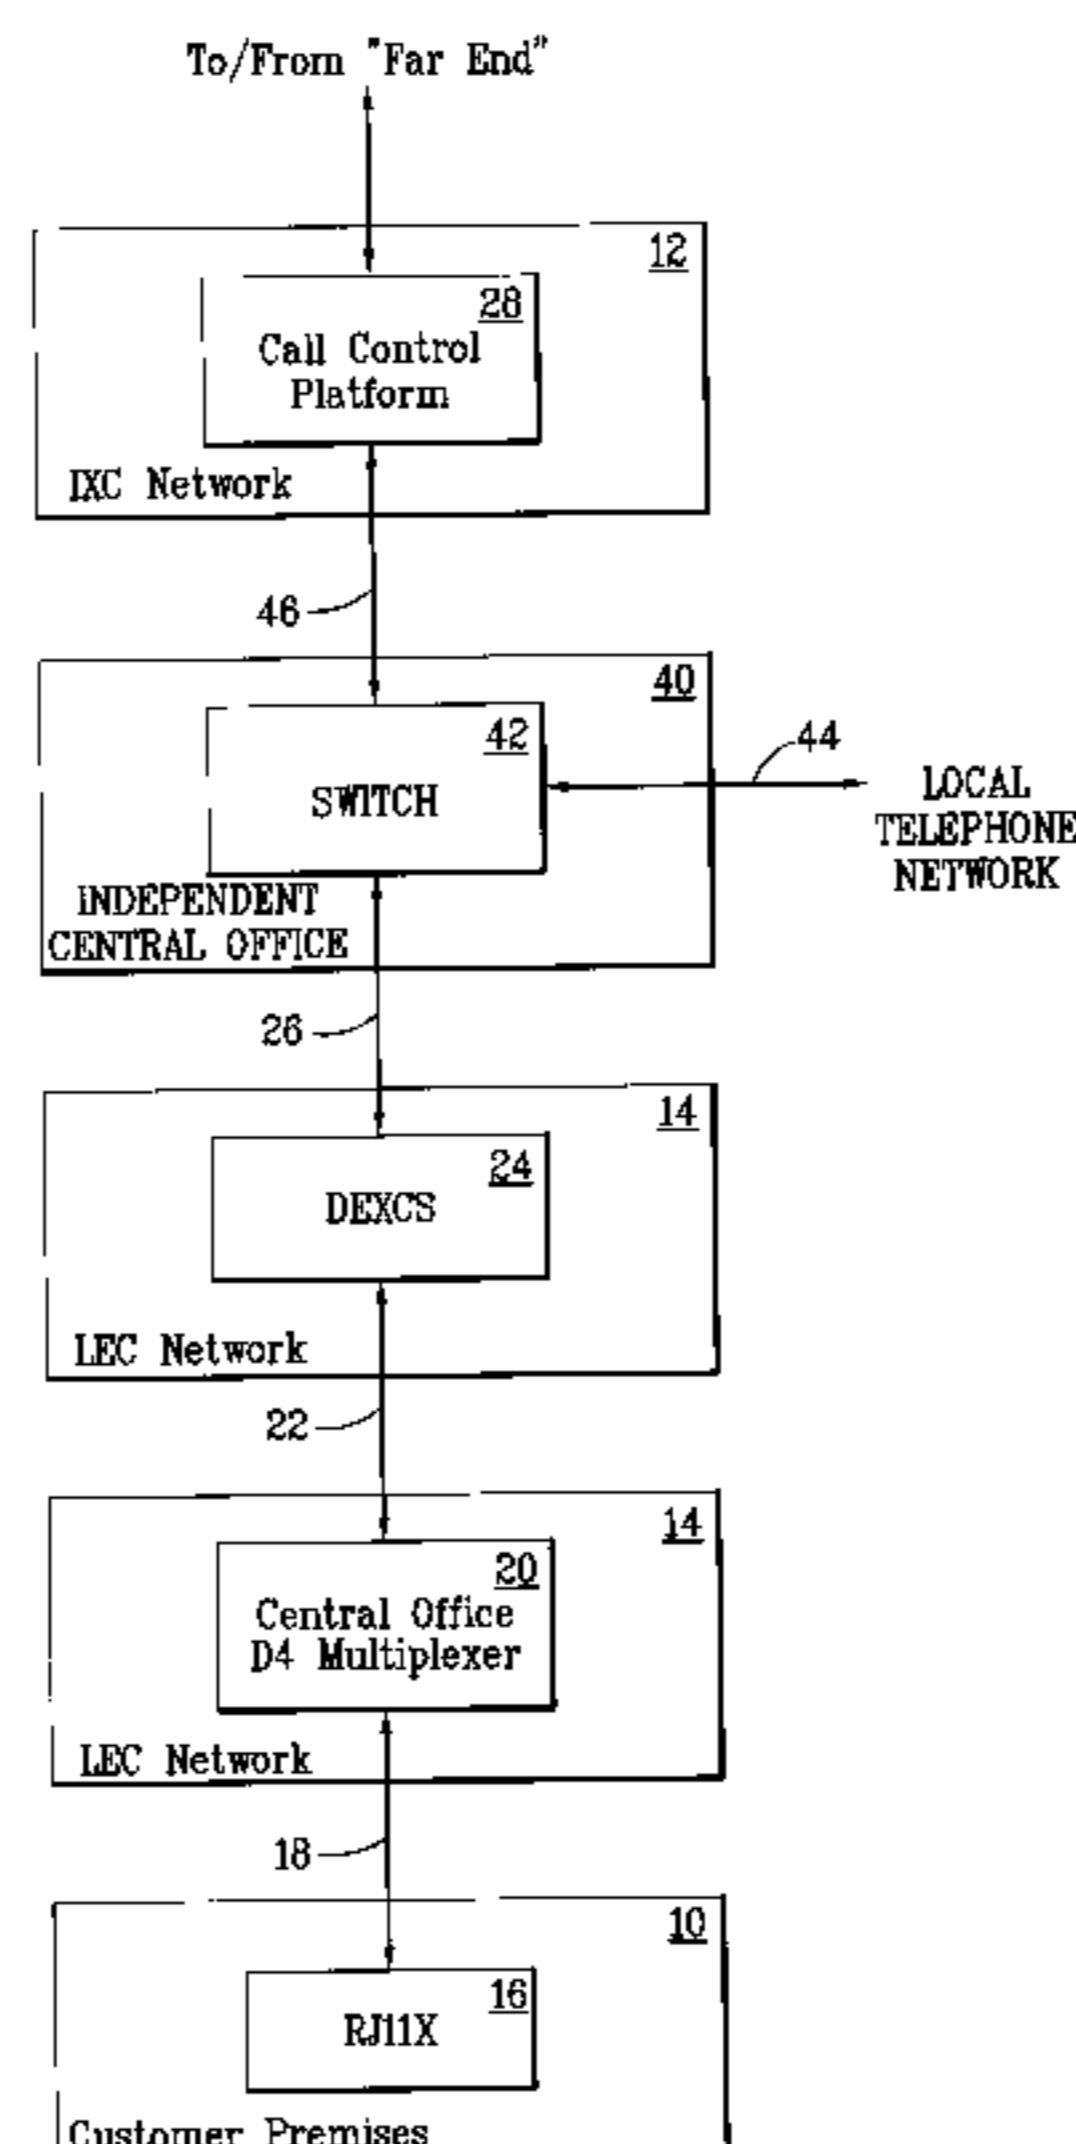 To/From "Far End"
12
28
Call Control
Platform
IXC Network
46
40
42
SWITCH
44
LOCAL
TELEPHONE
NETWORK
INDEPENDENT
CENTRAL OFFICE
26
14
24
DEXCS
LEC Network
22
14
20
Central Office
D4 Multiplexer
LEC Network
18
10
16
RJ11X
Customer Premises